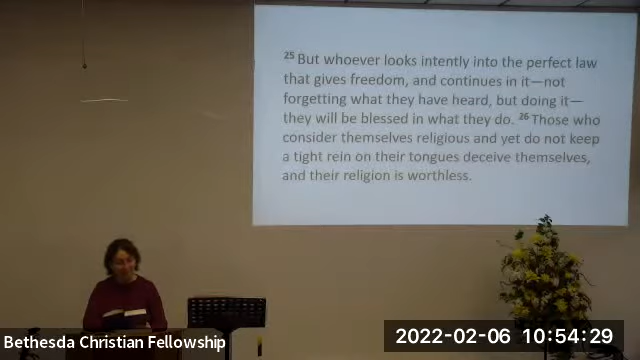 25 But whoever looks intently into the perfect law
that gives freedom, and continues in it—not
forgetting what they have heard, but doing it—
they will be blessed in what they do. 26 Those who
consider themselves religious and yet do not keep
a tight rein on their tongues deceive themselves,
and their religion is worthless.
Bethesda Christian Fellowship
2022-02-06 10:54:29